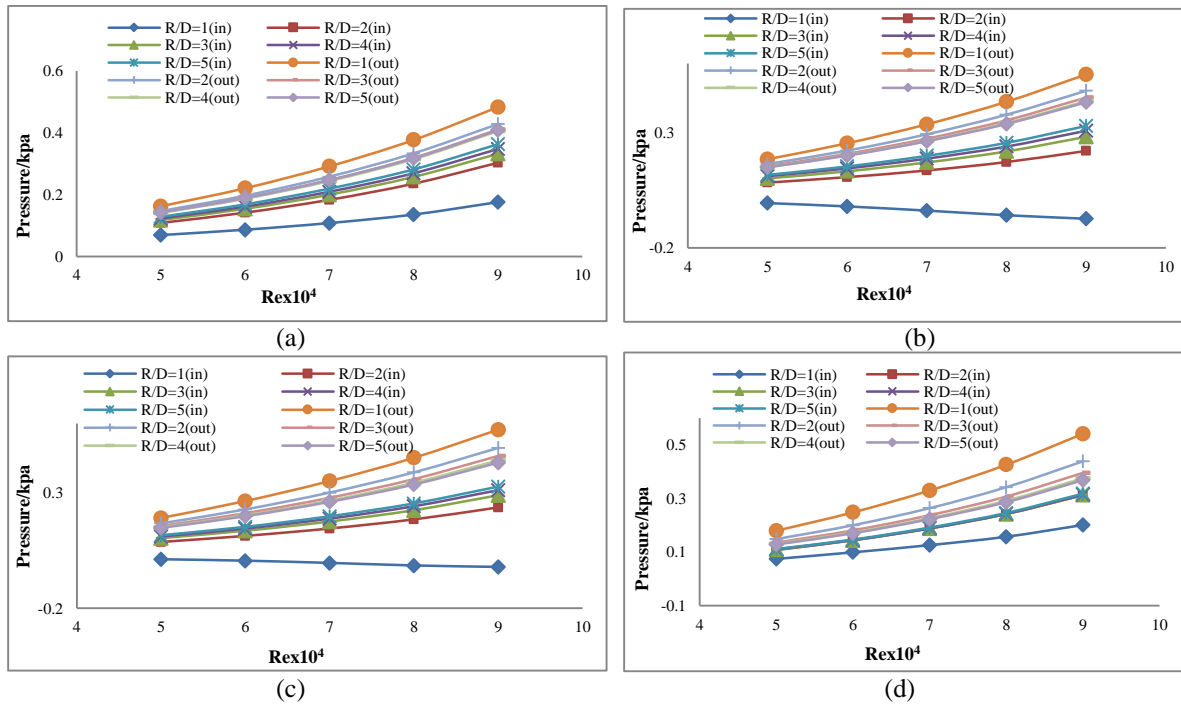 R/D=1(in) R/D=2(in)
R/D=3(in) R/D=4(in)
R/D=5(in) R/D=1(out)
R/D=2(out) R/D=3(out)
R/D=4(out) R/D=5(out)
0.6
0.4
0.2
0
Pressure/kpa
4 5 6 7 8 9 10
Rex10⁴
(a)
R/D=1(in) R/D=2(in)
R/D=3(in) R/D=4(in)
R/D=5(in) R/D=1(out)
R/D=2(out) R/D=3(out)
R/D=4(out) R/D=5(out)
0.3
-0.2
Pressure/kpa
4 5 6 7 8 9 10
Rex10⁴
(b)
R/D=1(in) R/D=2(in)
R/D=3(in) R/D=4(in)
R/D=5(in) R/D=1(out)
R/D=2(out) R/D=3(out)
R/D=4(out) R/D=5(out)
0.3
-0.2
Pressure/kpa
4 5 6 7 8 9 10
Rex10⁴
(c)
R/D=1(in) R/D=2(in)
R/D=3(in) R/D=4(in)
R/D=5(in) R/D=1(out)
R/D=2(out) R/D=3(out)
R/D=4(out) R/D=5(out)
0.5
0.3
0.1
-0.1
Pressure/kpa
4 5 6 7 8 9 10
Rex10⁴
(d)